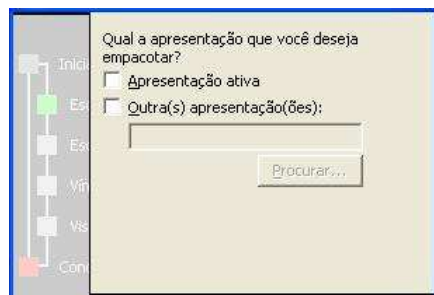 Qual a apresentação que você deseja
empacotar?
Apresentação ativa
Outra(s) apresentação(ões):
Procurar...